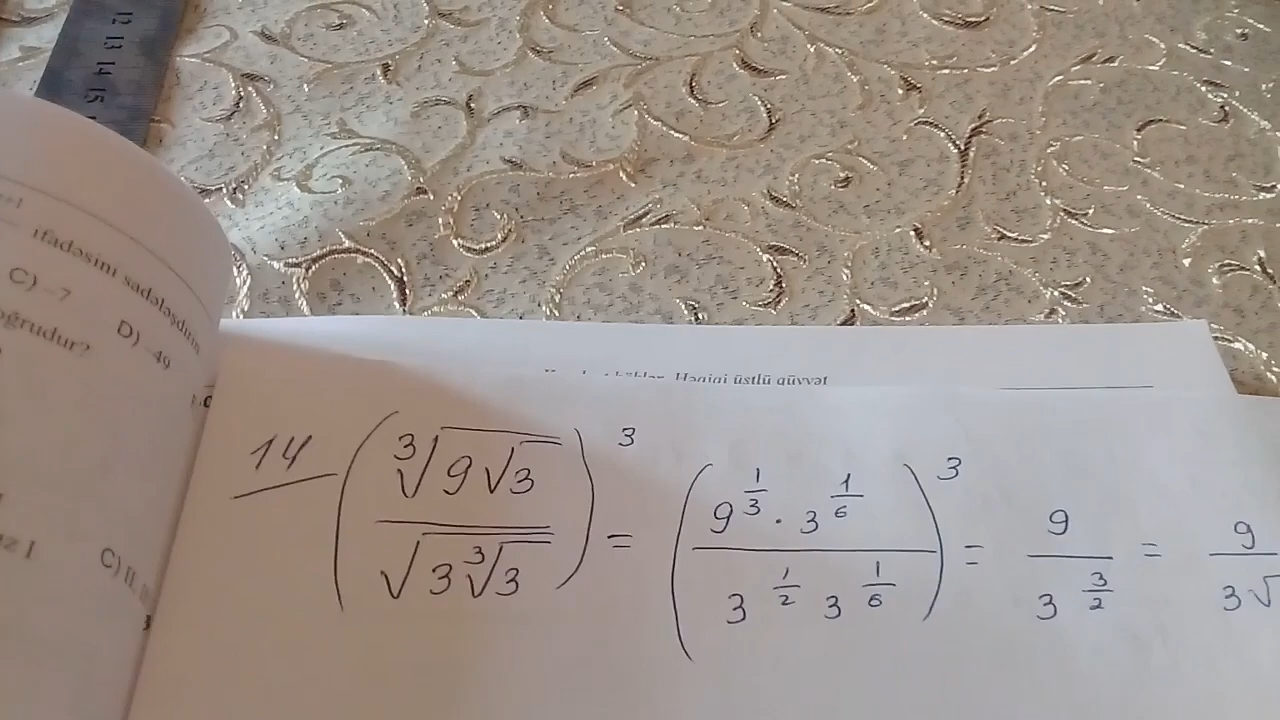 12 13 14 15
ifadəsini sadələşdirin
C) -7
D) -49
Həqiqi üstlü qüvvət
14 (∛(9√3) / √(3∛3))³ = (9^(1/3) · 3^(1/6) / 3^(1/2) 3^(1/6))³ = 9 / 3^(3/2) = 9 / 3√
C) II,